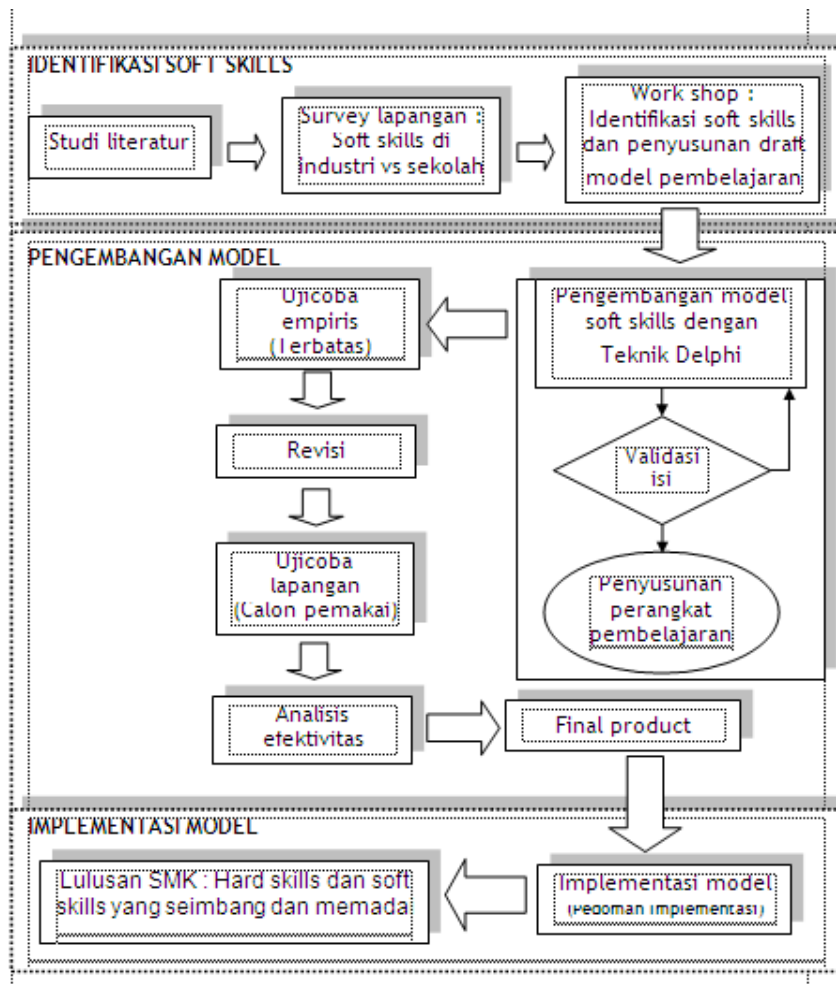 IDENTIFIKASI SOFT SKILLS
Studi literatur
Survey lapangan :
Soft skills di
industri vs sekolah
Work shop :
Identifikasi soft skills
dan penyusunan draft
model pembelajaran
PENGEMBANGAN MODEL
Pengembangan model
soft skills dengan
Teknik Delphi
Validasi
isi
Penyusunan
perangkat
pembelajaran
Ujicoba
empiris
(Terbatas)
Revisi
Ujicoba
lapangan
(Calon pemakai)
Analisis
efektivitas
Final product
IMPLEMENTASI MODEL
Implementasi model
(Pedoman Implementasi)
Lulusan SMK : Hard skills dan soft
skills yang seimbang dan memada